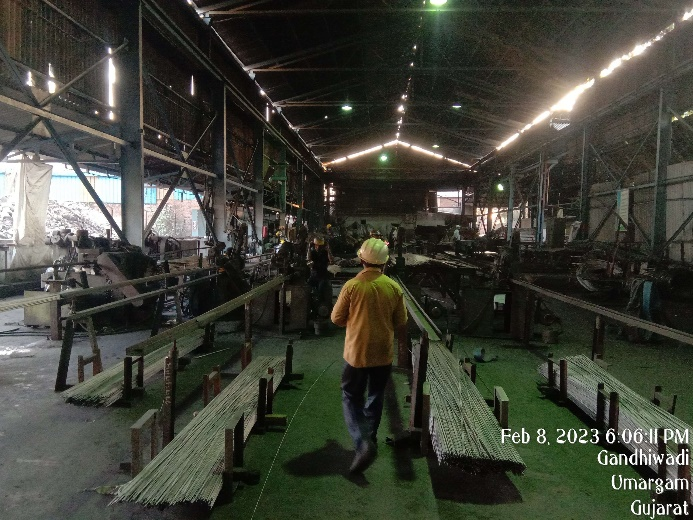 Feb 8, 2023 6:06:11 PM
Gandhiwadi
Umargam
Gujarat